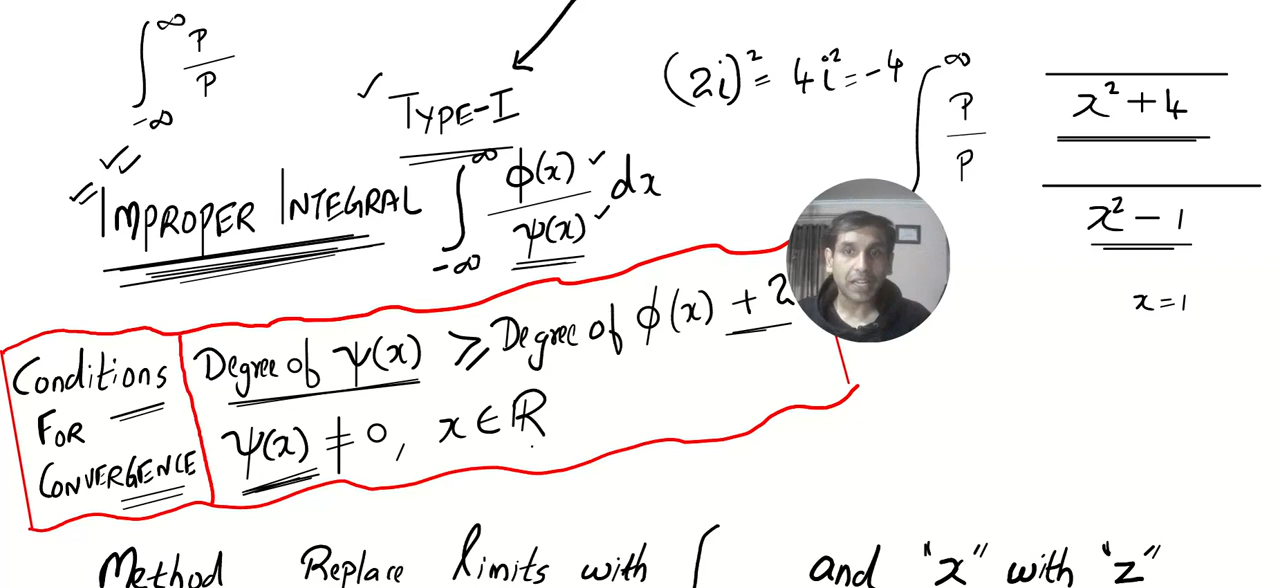 ∫_{-∞}^{∞} P/P
✓ TYPE-I
(2i)² = 4i² = -4
∫^{∞} P/P
x² + 4
x² - 1
x = 1
IMPROPER INTEGRAL ∫_{-∞}^{∞} ϕ(x)/ψ(x) dx
Conditions
FOR
CONVERGENCE
Degree of ψ(x) ⩾ Degree of ϕ(x) + 2
ψ(x) ≠ 0, x ∈ ℝ
Method Replace limits with ∫ and "x" with "z"